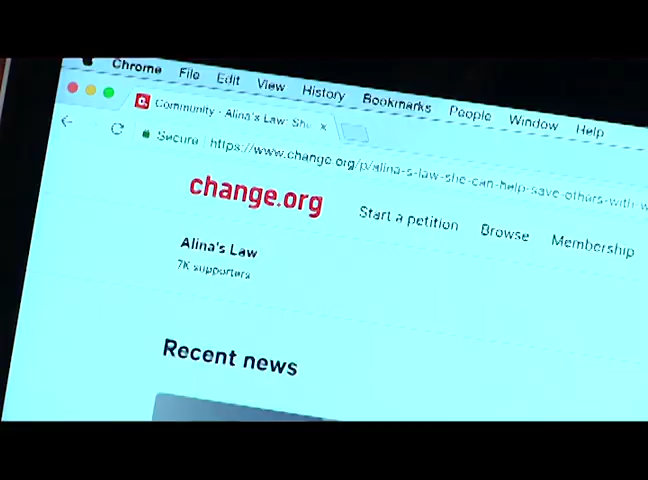 Chrome File Edit View History Bookmarks People Window Help
Community - Alina's Law: Sh
Secure https://www.change.org/p/alina-s-law-she-can-help-save-others-with-w
change.org Start a petition Browse Membership
Alina's Law
7K supporters
Recent news